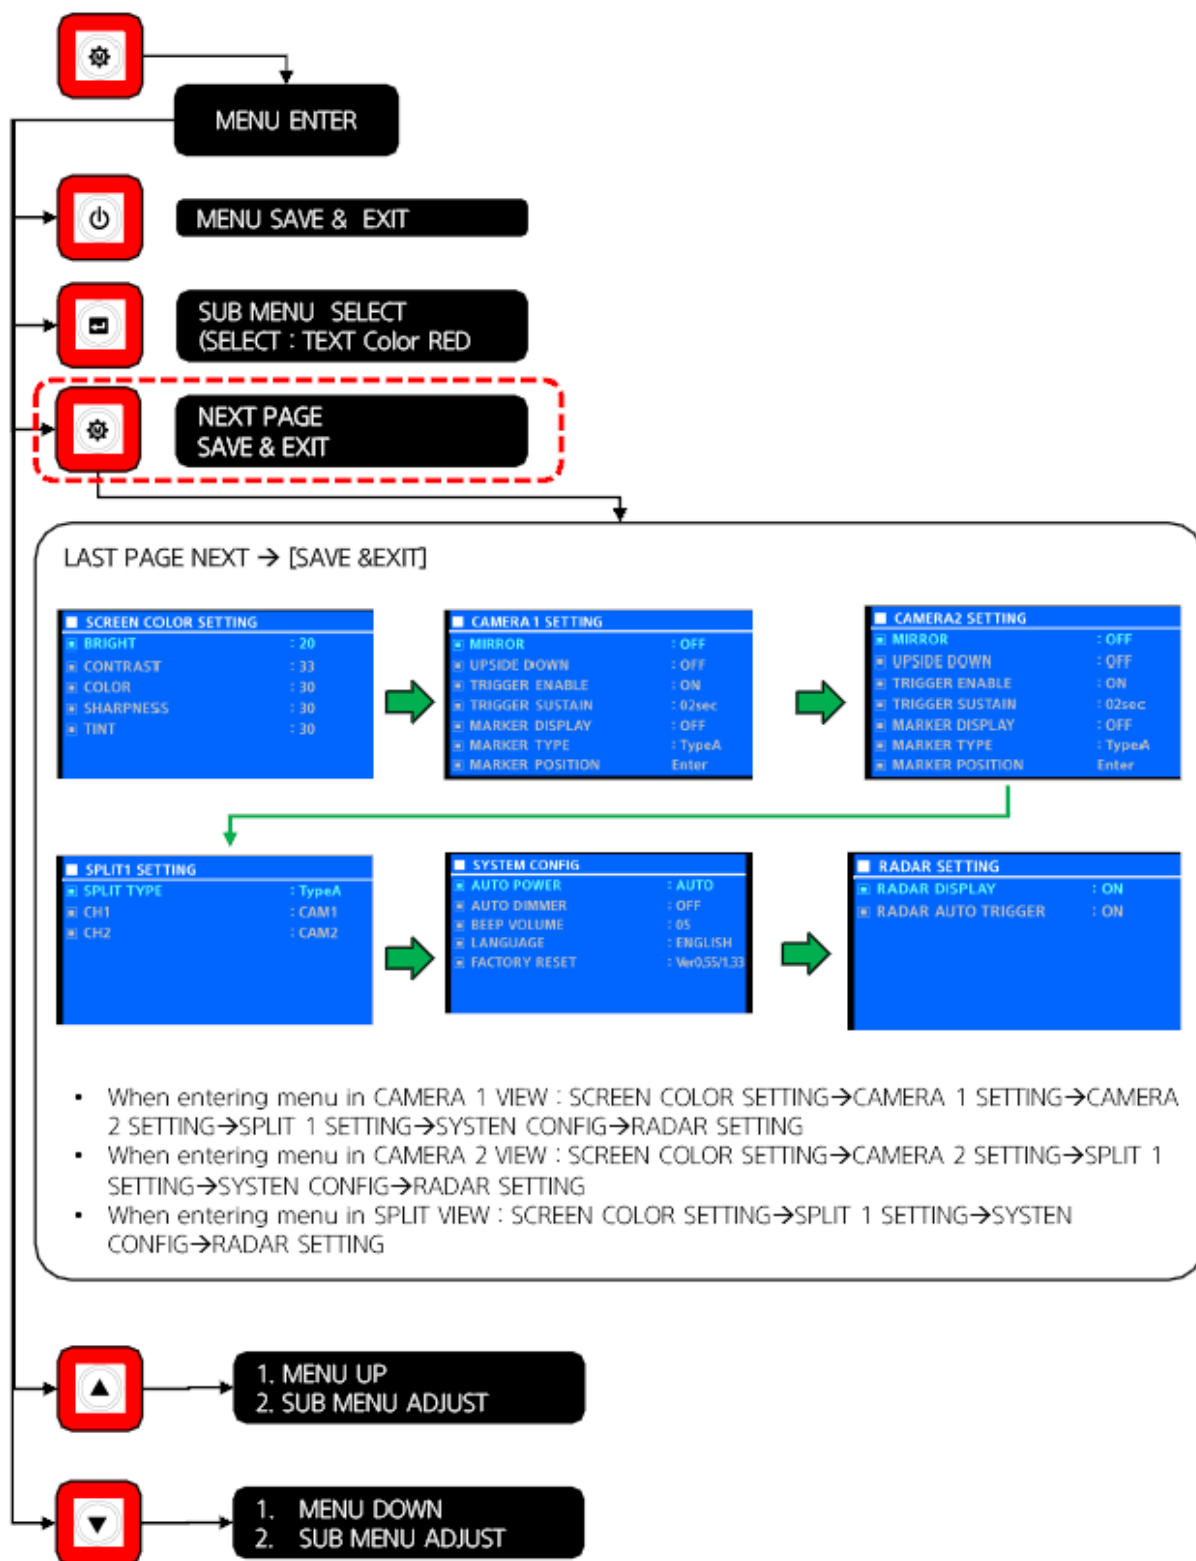 MENU ENTER
MENU SAVE & EXIT
SUB MENU SELECT
(SELECT : TEXT Color RED
NEXT PAGE
SAVE & EXIT
LAST PAGE NEXT → [SAVE &EXIT]
SCREEN COLOR SETTING
BRIGHT : 20
CONTRAST : 33
COLOR : 30
SHARPNESS : 30
TINT : 30
CAMERA 1 SETTING
MIRROR : OFF
UPSIDE DOWN : OFF
TRIGGER ENABLE : ON
TRIGGER SUSTAIN : 02sec
MARKER DISPLAY : OFF
MARKER TYPE : TypeA
MARKER POSITION Enter
CAMERA2 SETTING
MIRROR : OFF
UPSIDE DOWN : OFF
TRIGGER ENABLE : ON
TRIGGER SUSTAIN : 02sec
MARKER DISPLAY : OFF
MARKER TYPE : TypeA
MARKER POSITION Enter
SPLIT1 SETTING
SPLIT TYPE : TypeA
CH1 : CAM1
CH2 : CAM2
SYSTEM CONFIG
AUTO POWER : AUTO
AUTO DIMMER : OFF
BEEP VOLUME : 05
LANGUAGE : ENGLISH
FACTORY RESET : Ver0,55/1,33
RADAR SETTING
RADAR DISPLAY : ON
RADAR AUTO TRIGGER : ON
▪ When entering menu in CAMERA 1 VIEW : SCREEN COLOR SETTING→CAMERA 1 SETTING→CAMERA
2 SETTING→SPLIT 1 SETTING→SYSTEN CONFIG→RADAR SETTING
▪ When entering menu in CAMERA 2 VIEW : SCREEN COLOR SETTING→CAMERA 2 SETTING→SPLIT 1
SETTING→SYSTEN CONFIG→RADAR SETTING
▪ When entering menu in SPLIT VIEW : SCREEN COLOR SETTING→SPLIT 1 SETTING→SYSTEN
CONFIG→RADAR SETTING
1. MENU UP
2. SUB MENU ADJUST
1. MENU DOWN
2. SUB MENU ADJUST